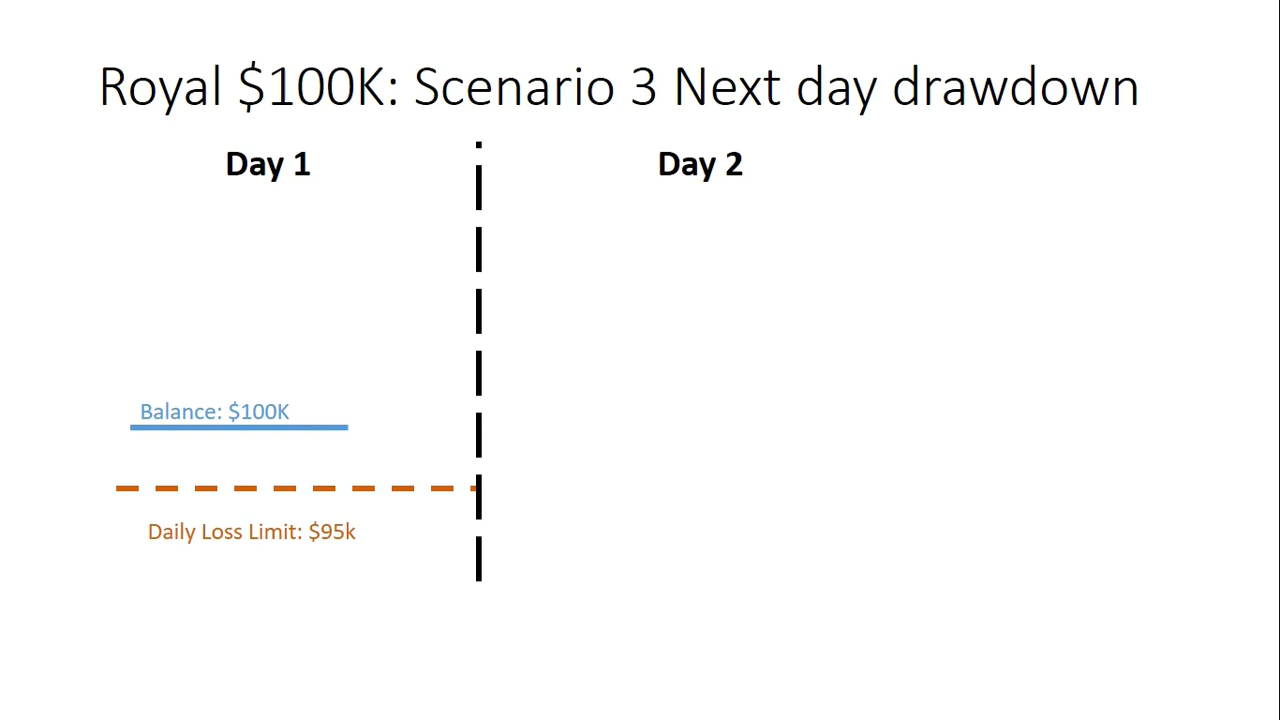 Royal $100K: Scenario 3 Next day drawdown
Day 1
Day 2
Balance: $100K
Daily Loss Limit: $95k